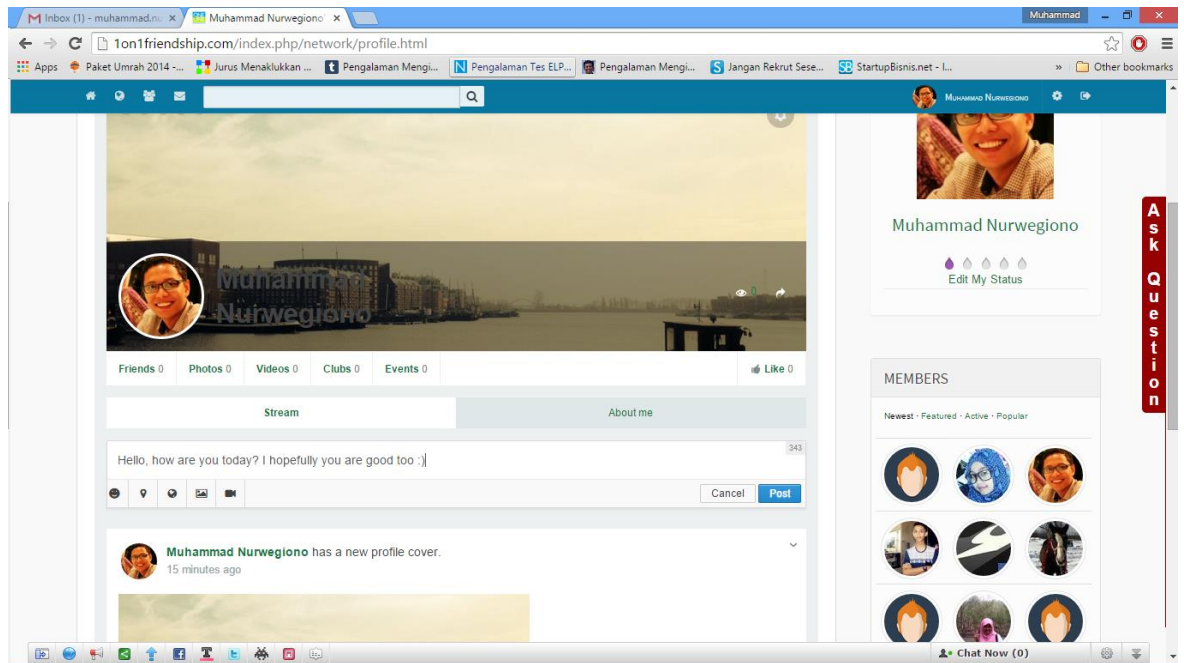 Inbox (1) - muhammad.nu
Muhammad Nurwegiono'
Muhammad
1on1friendship.com/index.php/network/profile.html
Apps
Paket Umrah 2014 -...
Jurus Menaklukkan ...
Pengalaman Mengi...
Pengalaman Tes ELP...
Pengalaman Mengi...
Jangan Rekrut Sese...
StartupBisnis.net - I...
»
Other bookmarks
Muhammad Nurwegiono
Muhammad
Nurwegiono
0
Friends 0
Photos 0
Videos 0
Clubs 0
Events 0
Like 0
Stream
About me
Hello, how are you today? I hopefully you are good too :)
343
Cancel
Post
Muhammad Nurwegiono has a new profile cover.
15 minutes ago
Muhammad Nurwegiono
Edit My Status
MEMBERS
Newest · Featured · Active · Popular
Ask Question
Chat Now (0)